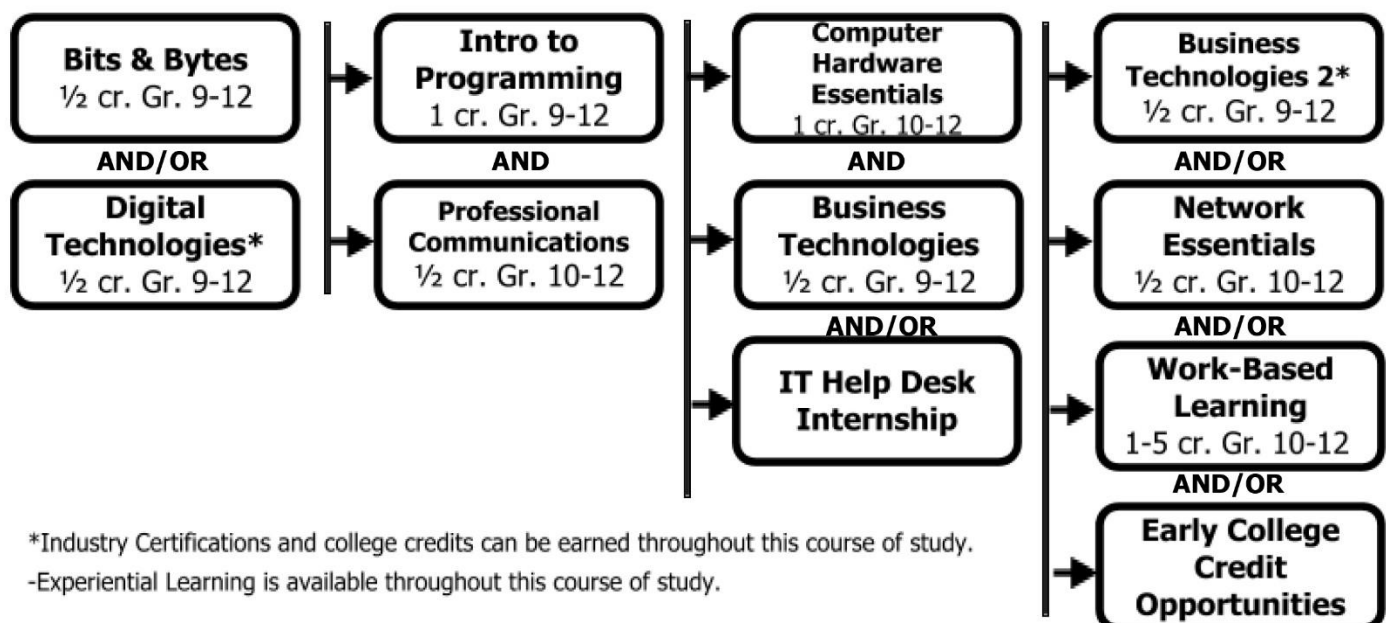 Bits & Bytes
½ cr. Gr. 9-12
AND/OR
Digital
Technologies*
½ cr. Gr. 9-12
Intro to
Programming
1 cr. Gr. 9-12
AND
Professional
Communications
½ cr. Gr. 10-12
Computer
Hardware
Essentials
1 cr. Gr. 10-12
AND
Business
Technologies
½ cr. Gr. 9-12
AND/OR
IT Help Desk
Internship
Business
Technologies 2*
½ cr. Gr. 9-12
AND/OR
Network
Essentials
½ cr. Gr. 10-12
AND/OR
Work-Based
Learning
1-5 cr. Gr. 10-12
AND/OR
Early College
Credit
Opportunities
*Industry Certifications and college credits can be earned throughout this course of study.
-Experiential Learning is available throughout this course of study.